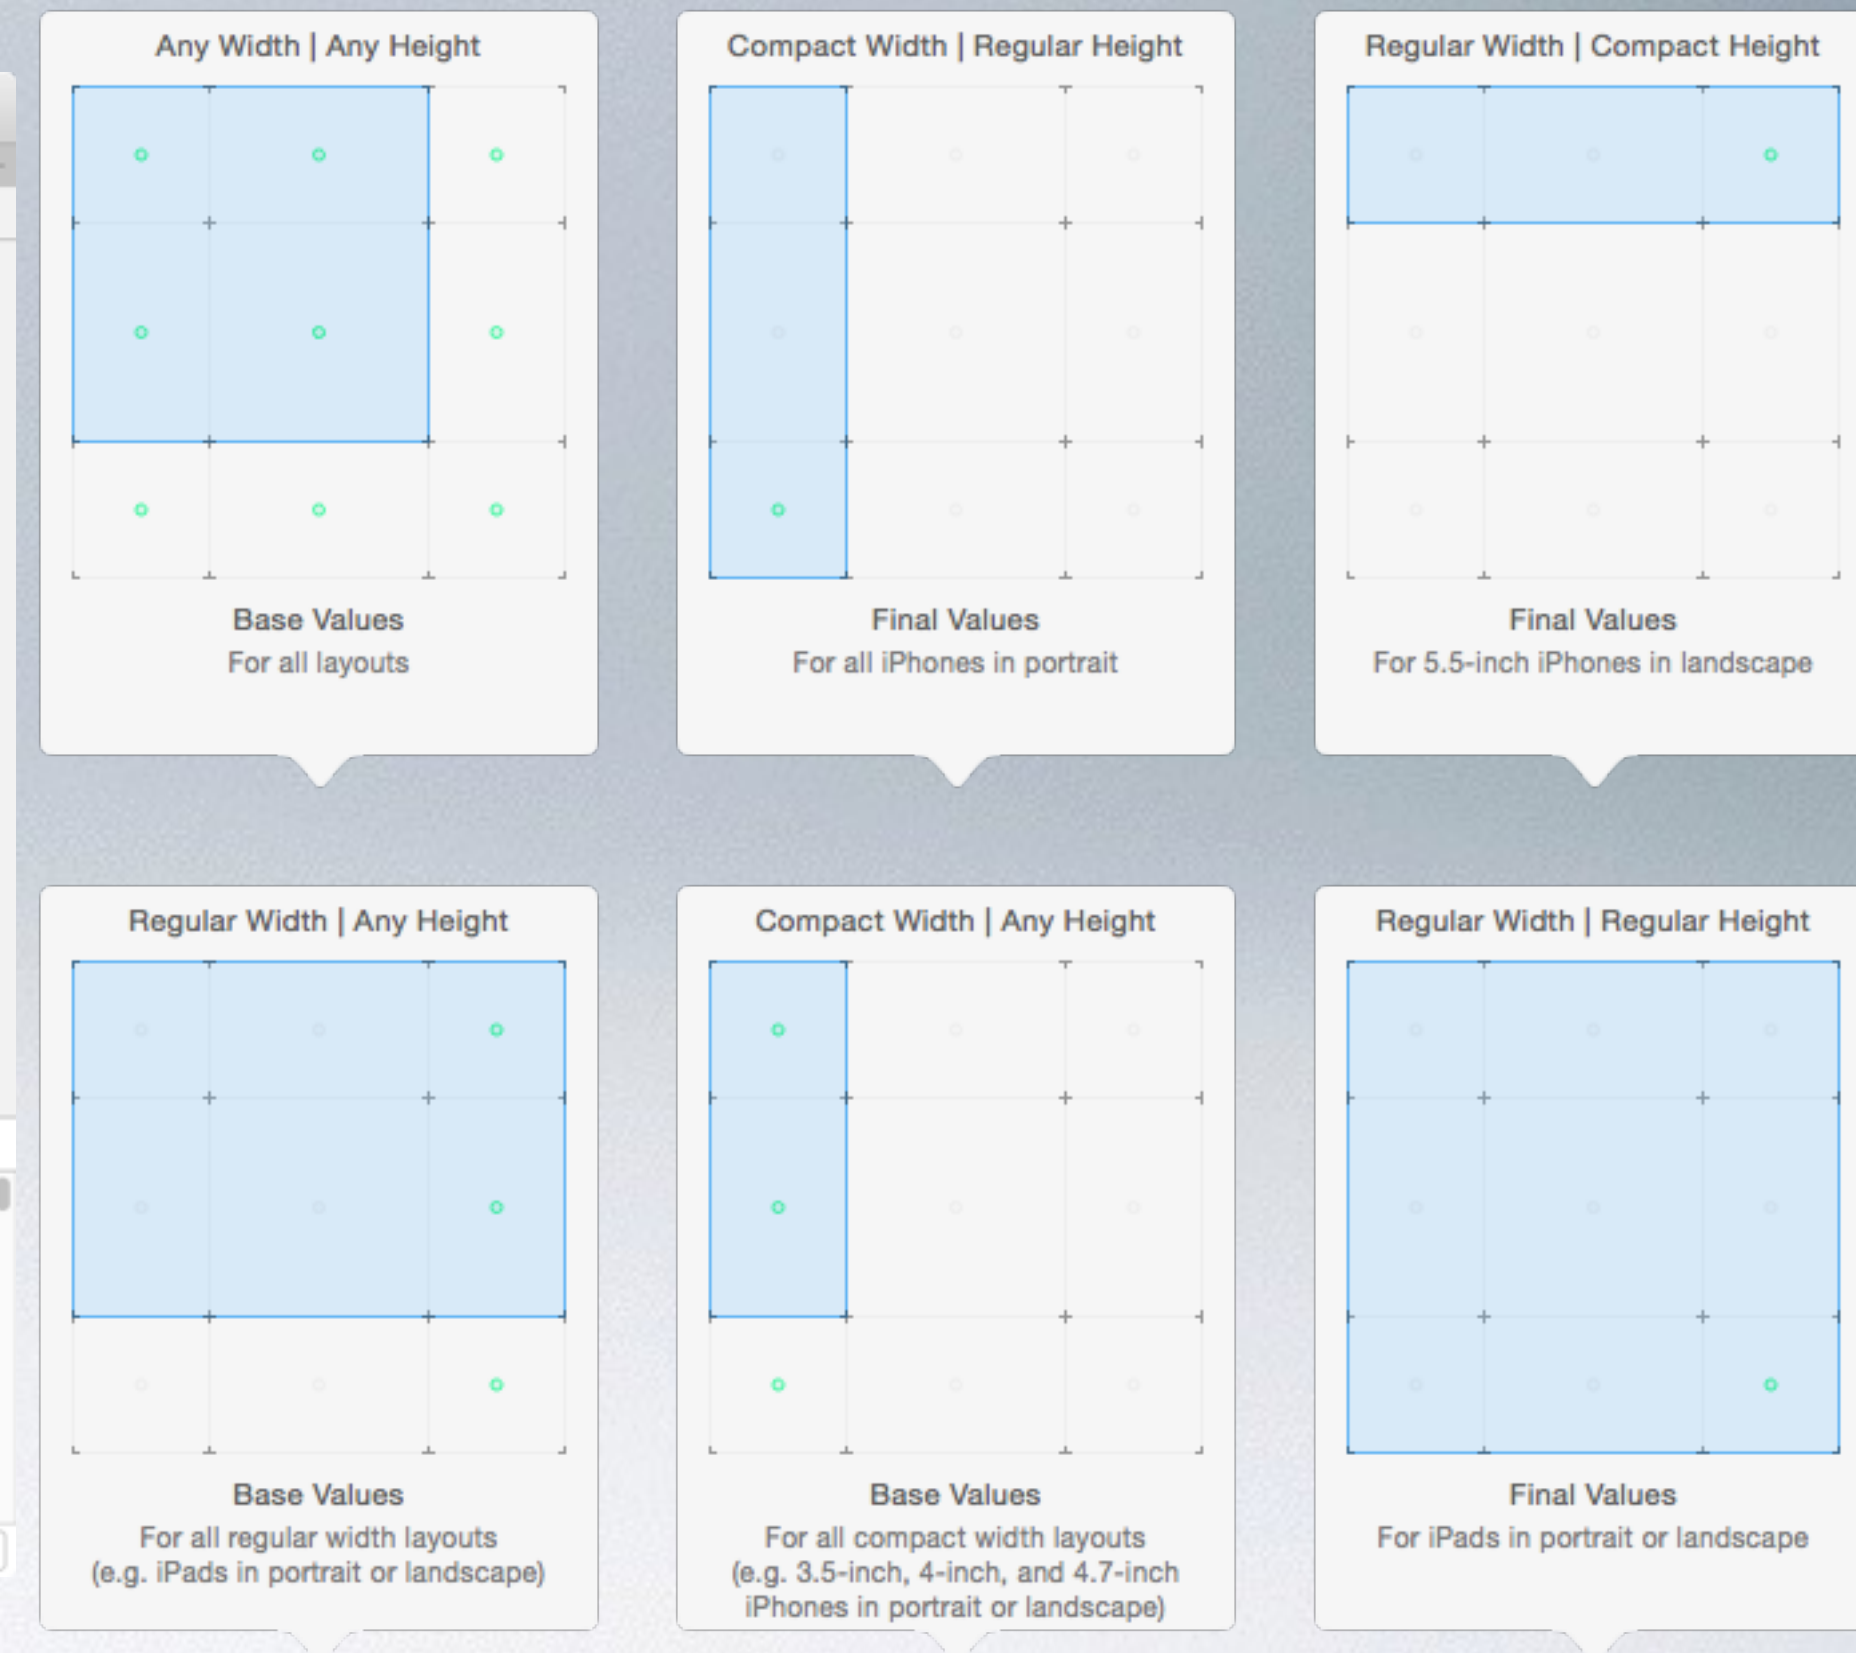 Any Width | Any Height
Base Values
For all layouts
Compact Width | Regular Height
Final Values
For all iPhones in portrait
Regular Width | Compact Height
Final Values
For 5.5-inch iPhones in landscape
Regular Width | Any Height
Base Values
For all regular width layouts
(e.g. iPads in portrait or landscape)
Compact Width | Any Height
Base Values
For all compact width layouts
(e.g. 3.5-inch, 4-inch, and 4.7-inch
iPhones in portrait or landscape)
Regular Width | Regular Height
Final Values
For iPads in portrait or landscape